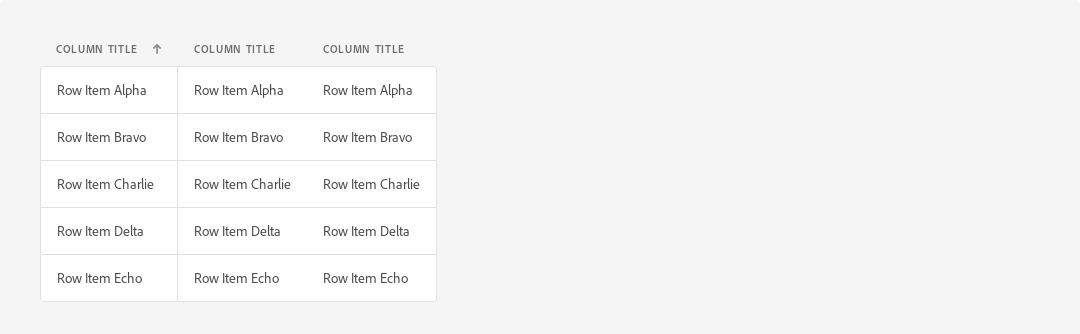 COLUMN TITLE COLUMN TITLE COLUMN TITLE
Row Item Alpha Row Item Alpha Row Item Alpha
Row Item Bravo Row Item Bravo Row Item Bravo
Row Item Charlie Row Item Charlie Row Item Charlie
Row Item Delta Row Item Delta Row Item Delta
Row Item Echo Row Item Echo Row Item Echo